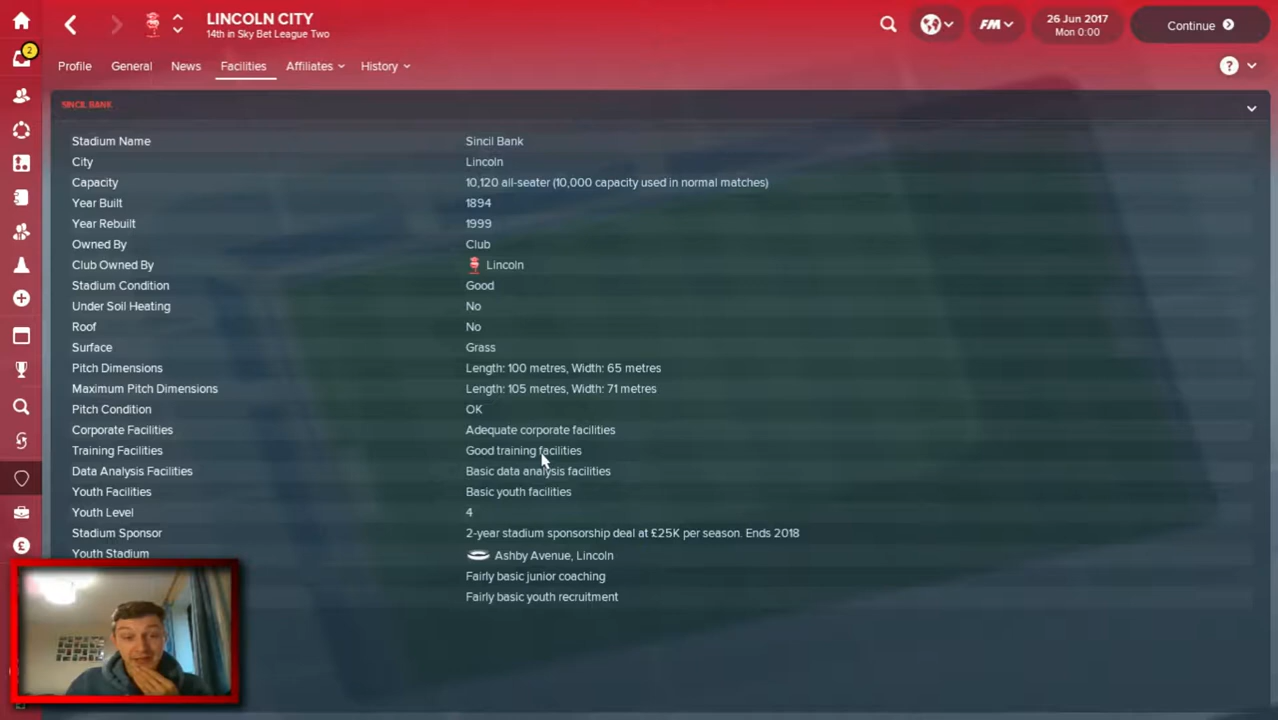 LINCOLN CITY
14th in Sky Bet League Two
2
FM
26 Jun 2017
Mon 0:00
Continue
Profile
General
News
Facilities
Affiliates
History
?
SINCIL BANK
Stadium Name Sincil Bank
City Lincoln
Capacity 10,120 all-seater (10,000 capacity used in normal matches)
Year Built 1894
Year Rebuilt 1999
Owned By Club
Club Owned By Lincoln
Stadium Condition Good
Under Soil Heating No
Roof No
Surface Grass
Pitch Dimensions Length: 100 metres, Width: 65 metres
Maximum Pitch Dimensions Length: 105 metres, Width: 71 metres
Pitch Condition OK
Corporate Facilities Adequate corporate facilities
Training Facilities Good training facilities
Data Analysis Facilities Basic data analysis facilities
Youth Facilities Basic youth facilities
Youth Level 4
Stadium Sponsor 2-year stadium sponsorship deal at £25K per season. Ends 2018
Youth Stadium Ashby Avenue, Lincoln
Fairly basic junior coaching
Fairly basic youth recruitment